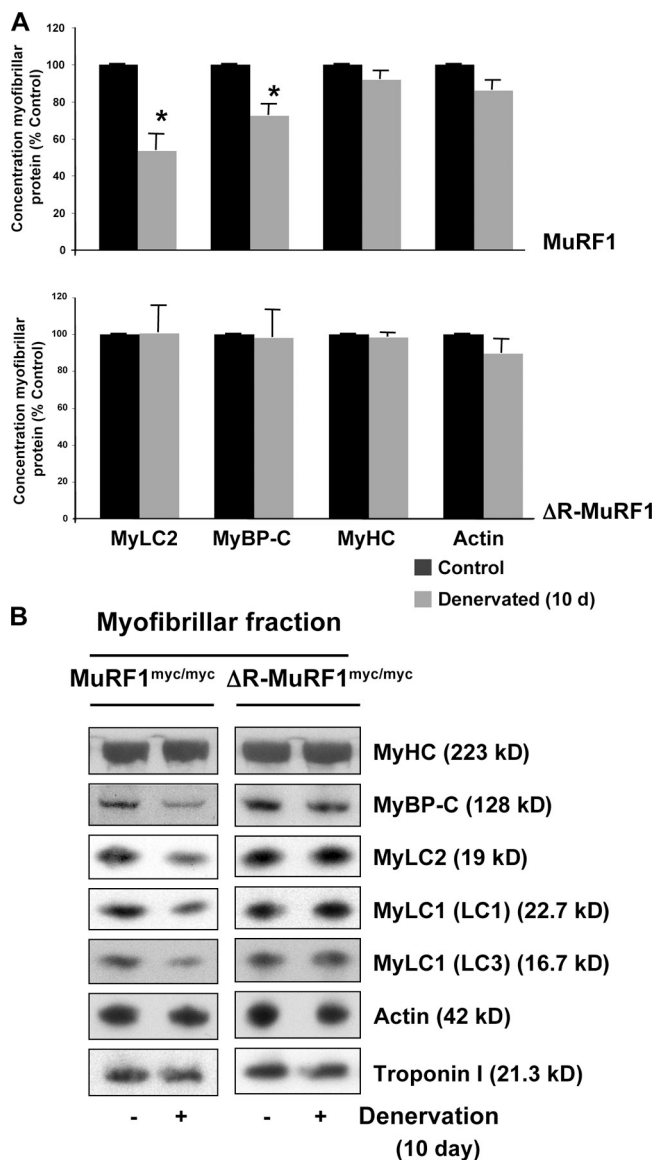 A
Concentration myofibrillar
protein (% Control)
120
100
80
60
40
20
0
*
*
MuRF1
Concentration myofibrillar
protein (% Control)
120
100
80
60
40
20
0
ΔR-MuRF1
MyLC2 MyBP-C MyHC Actin
Control
Denervated (10 d)
B
Myofibrillar fraction
MuRF1myc/myc ΔR-MuRF1myc/myc
MyHC (223 kD)
MyBP-C (128 kD)
MyLC2 (19 kD)
MyLC1 (LC1) (22.7 kD)
MyLC1 (LC3) (16.7 kD)
Actin (42 kD)
Troponin I (21.3 kD)
- + - + Denervation
(10 day)